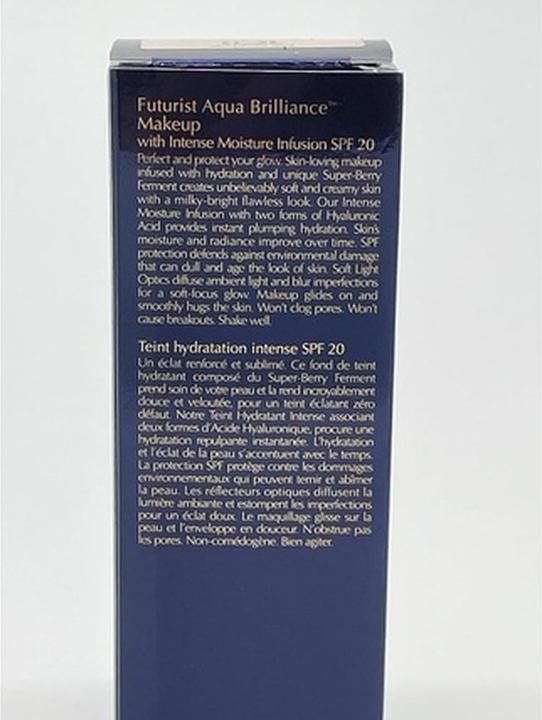 Futurist Aqua Brilliance™
Makeup
with Intense Moisture Infusion SPF 20
Perfect and protect your glow. Skin-loving makeup
infused with hydration and unique Super-Berry
Ferment creates unbelievably soft and creamy skin
with a milky-bright flawless look. Our Intense
Moisture Infusion with two forms of Hyaluronic
Acid provides instant plumping hydration. Skin's
moisture and radiance improve over time. SPF
protection defends against environmental damage
that can dull and age the look of skin. Soft Light
Optics diffuse ambient light and blur imperfections
for a soft-focus glow. Makeup glides on and
smoothly hugs the skin. Won't clog pores. Won't
cause breakouts. Shake well.
Teint hydratation intense SPF 20
Un éclat renforcé et sublimé. Ce fond de teint
hydratant composé du Super-Berry Ferment
prend soin de votre peau et la rend incroyablement
douce et veloutée, pour un teint éclatant zéro
défaut. Notre Teint Hydratant Intense associant
deux formes d'Acide Hyaluronique, procure une
hydratation repulpante instantanée. L'hydratation
et l'éclat de la peau s'accentuent avec le temps.
La protection SPF protège contre les dommages
environnementaux qui peuvent ternir et abîmer
la peau. Les réflecteurs optiques diffusent la
lumière ambiante et estompent les imperfections
pour un éclat doux. Le maquillage glisse sur la
peau et l'enveloppe en douceur. N'obstrue pas
les pores. Non-comédogène. Bien agiter.